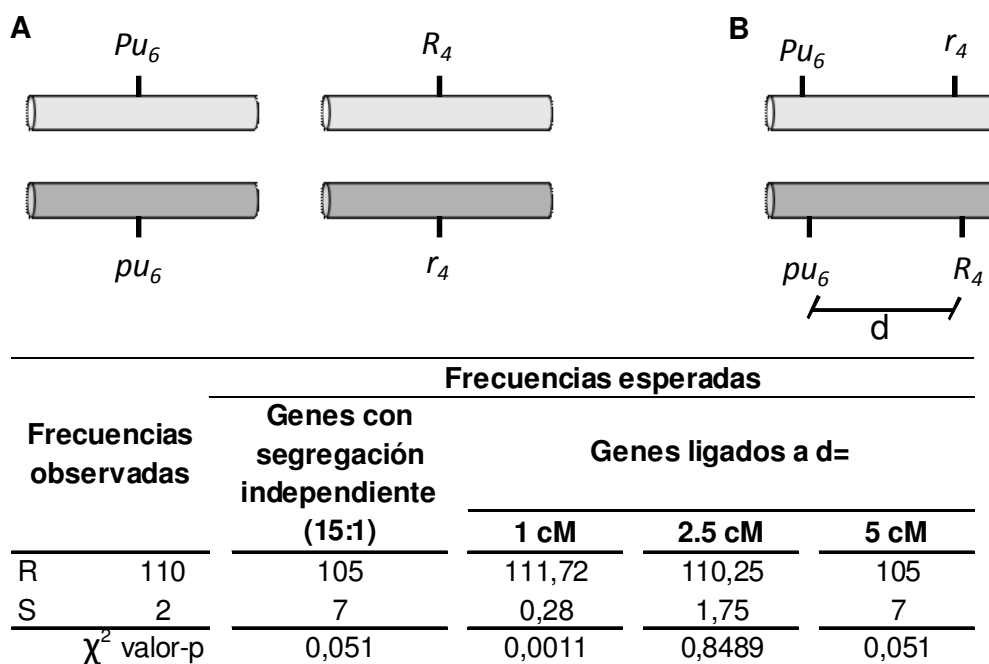 A B
Pu6 R4 Pu6 r4
pu6 r4 pu6 R4
d
Frecuencias esperadas
Frecuencias observadas
Genes con segregación independiente (15:1)
Genes ligados a d=
1 cM 2.5 cM 5 cM
R 110 105 111,72 110,25 105
S 2 7 0,28 1,75 7
χ² valor-p 0,051 0,0011 0,8489 0,051